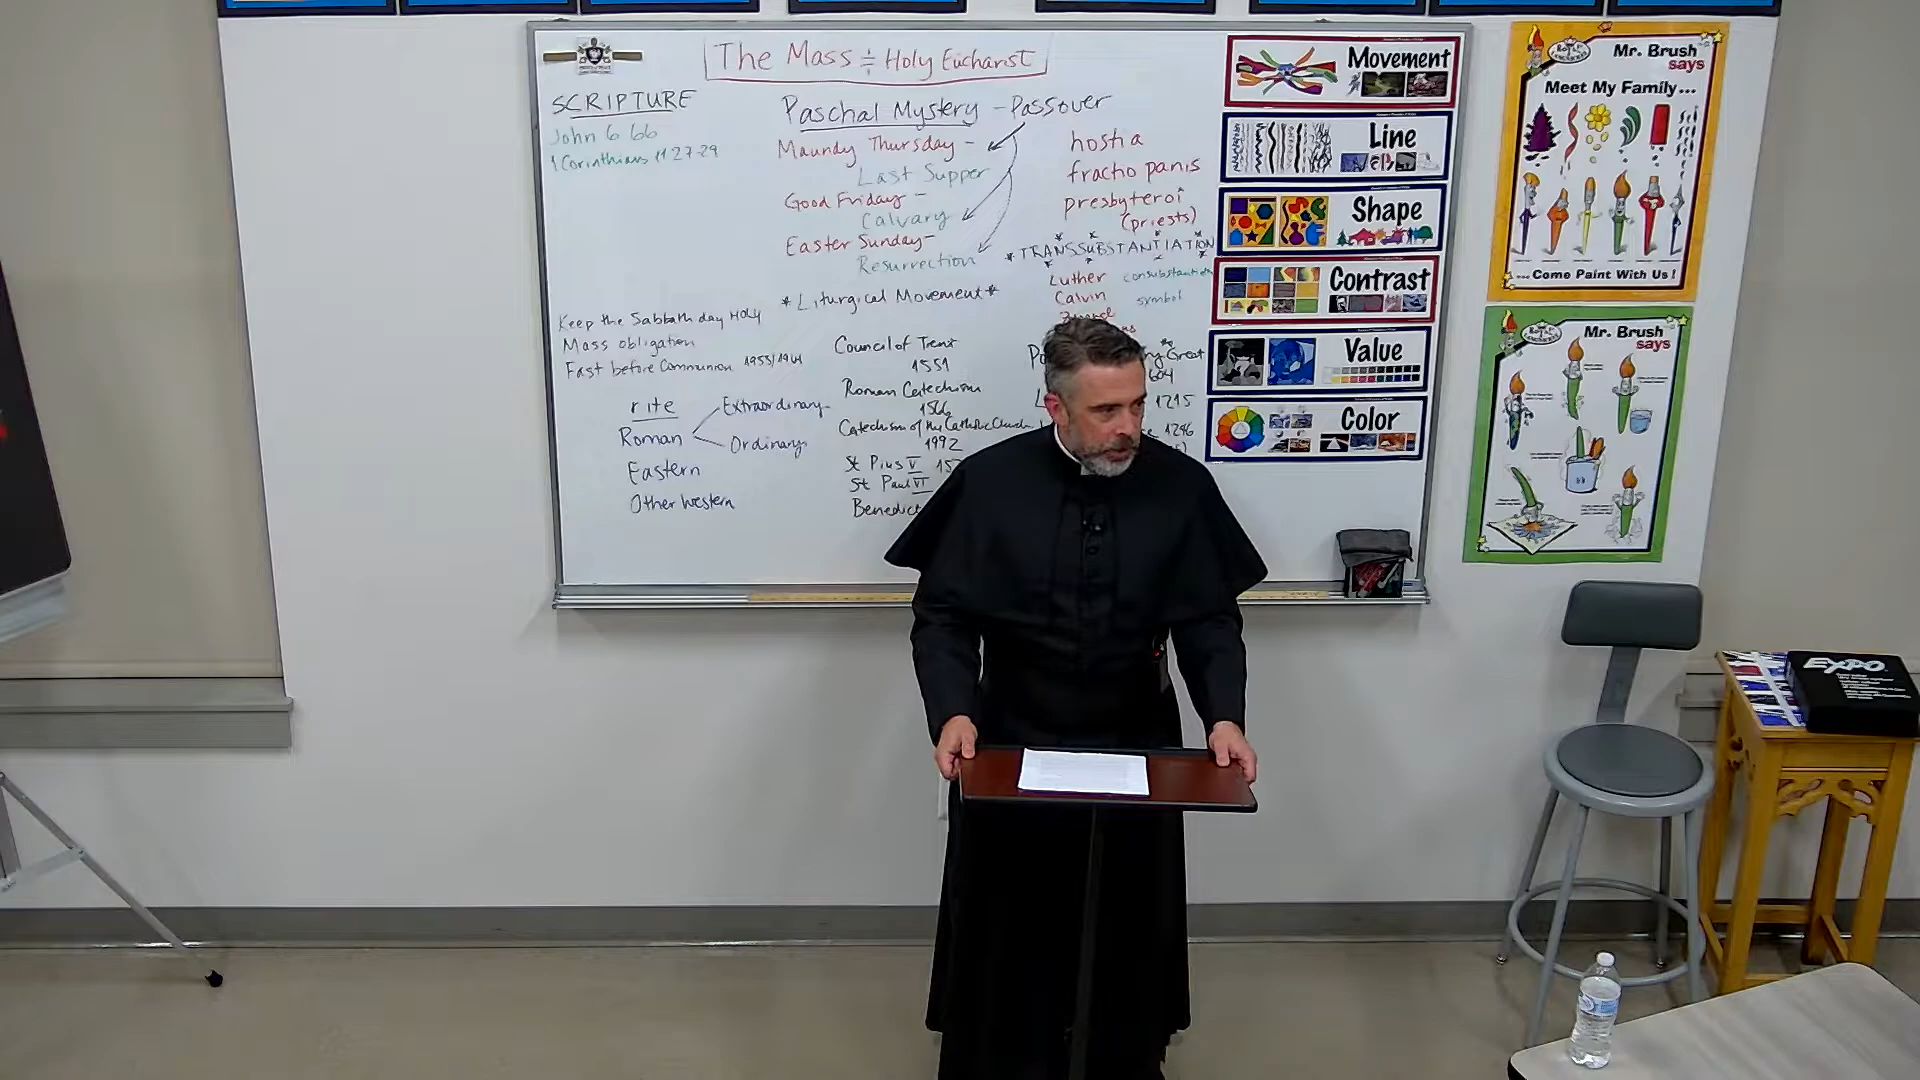 The Mass ÷ Holy Eucharist
SCRIPTURE
John 6 66
1 Corinthians 11 27-29
Paschal Mystery - Passover
Maundy Thursday -
Last Supper
Good Friday -
Calvary
Easter Sunday-
Resurrection
*Liturgical Movement*
hostia
fractio panis
presbyteroi
(priests)
*TRANSSUBSTANTIATION
Luther consubstantiation
Calvin symbol
Keep the Sabbath day Holy
Mass obligation
Fast before Communion 1953/1964
rite
Roman
Extraordinary
Ordinary
Eastern
Other Western
Council of Trent
1551
Roman Catechism
1566
Catechism of the Catholic Church
1992
St Pius V 15
St Paul VI
Benedict
Po ry Great
604
1215
Movement
Line
Shape
Contrast
Value
Color
Mr. Brush
says
Meet My Family...
...Come Paint With Us!
Mr. Brush
says
EXPO